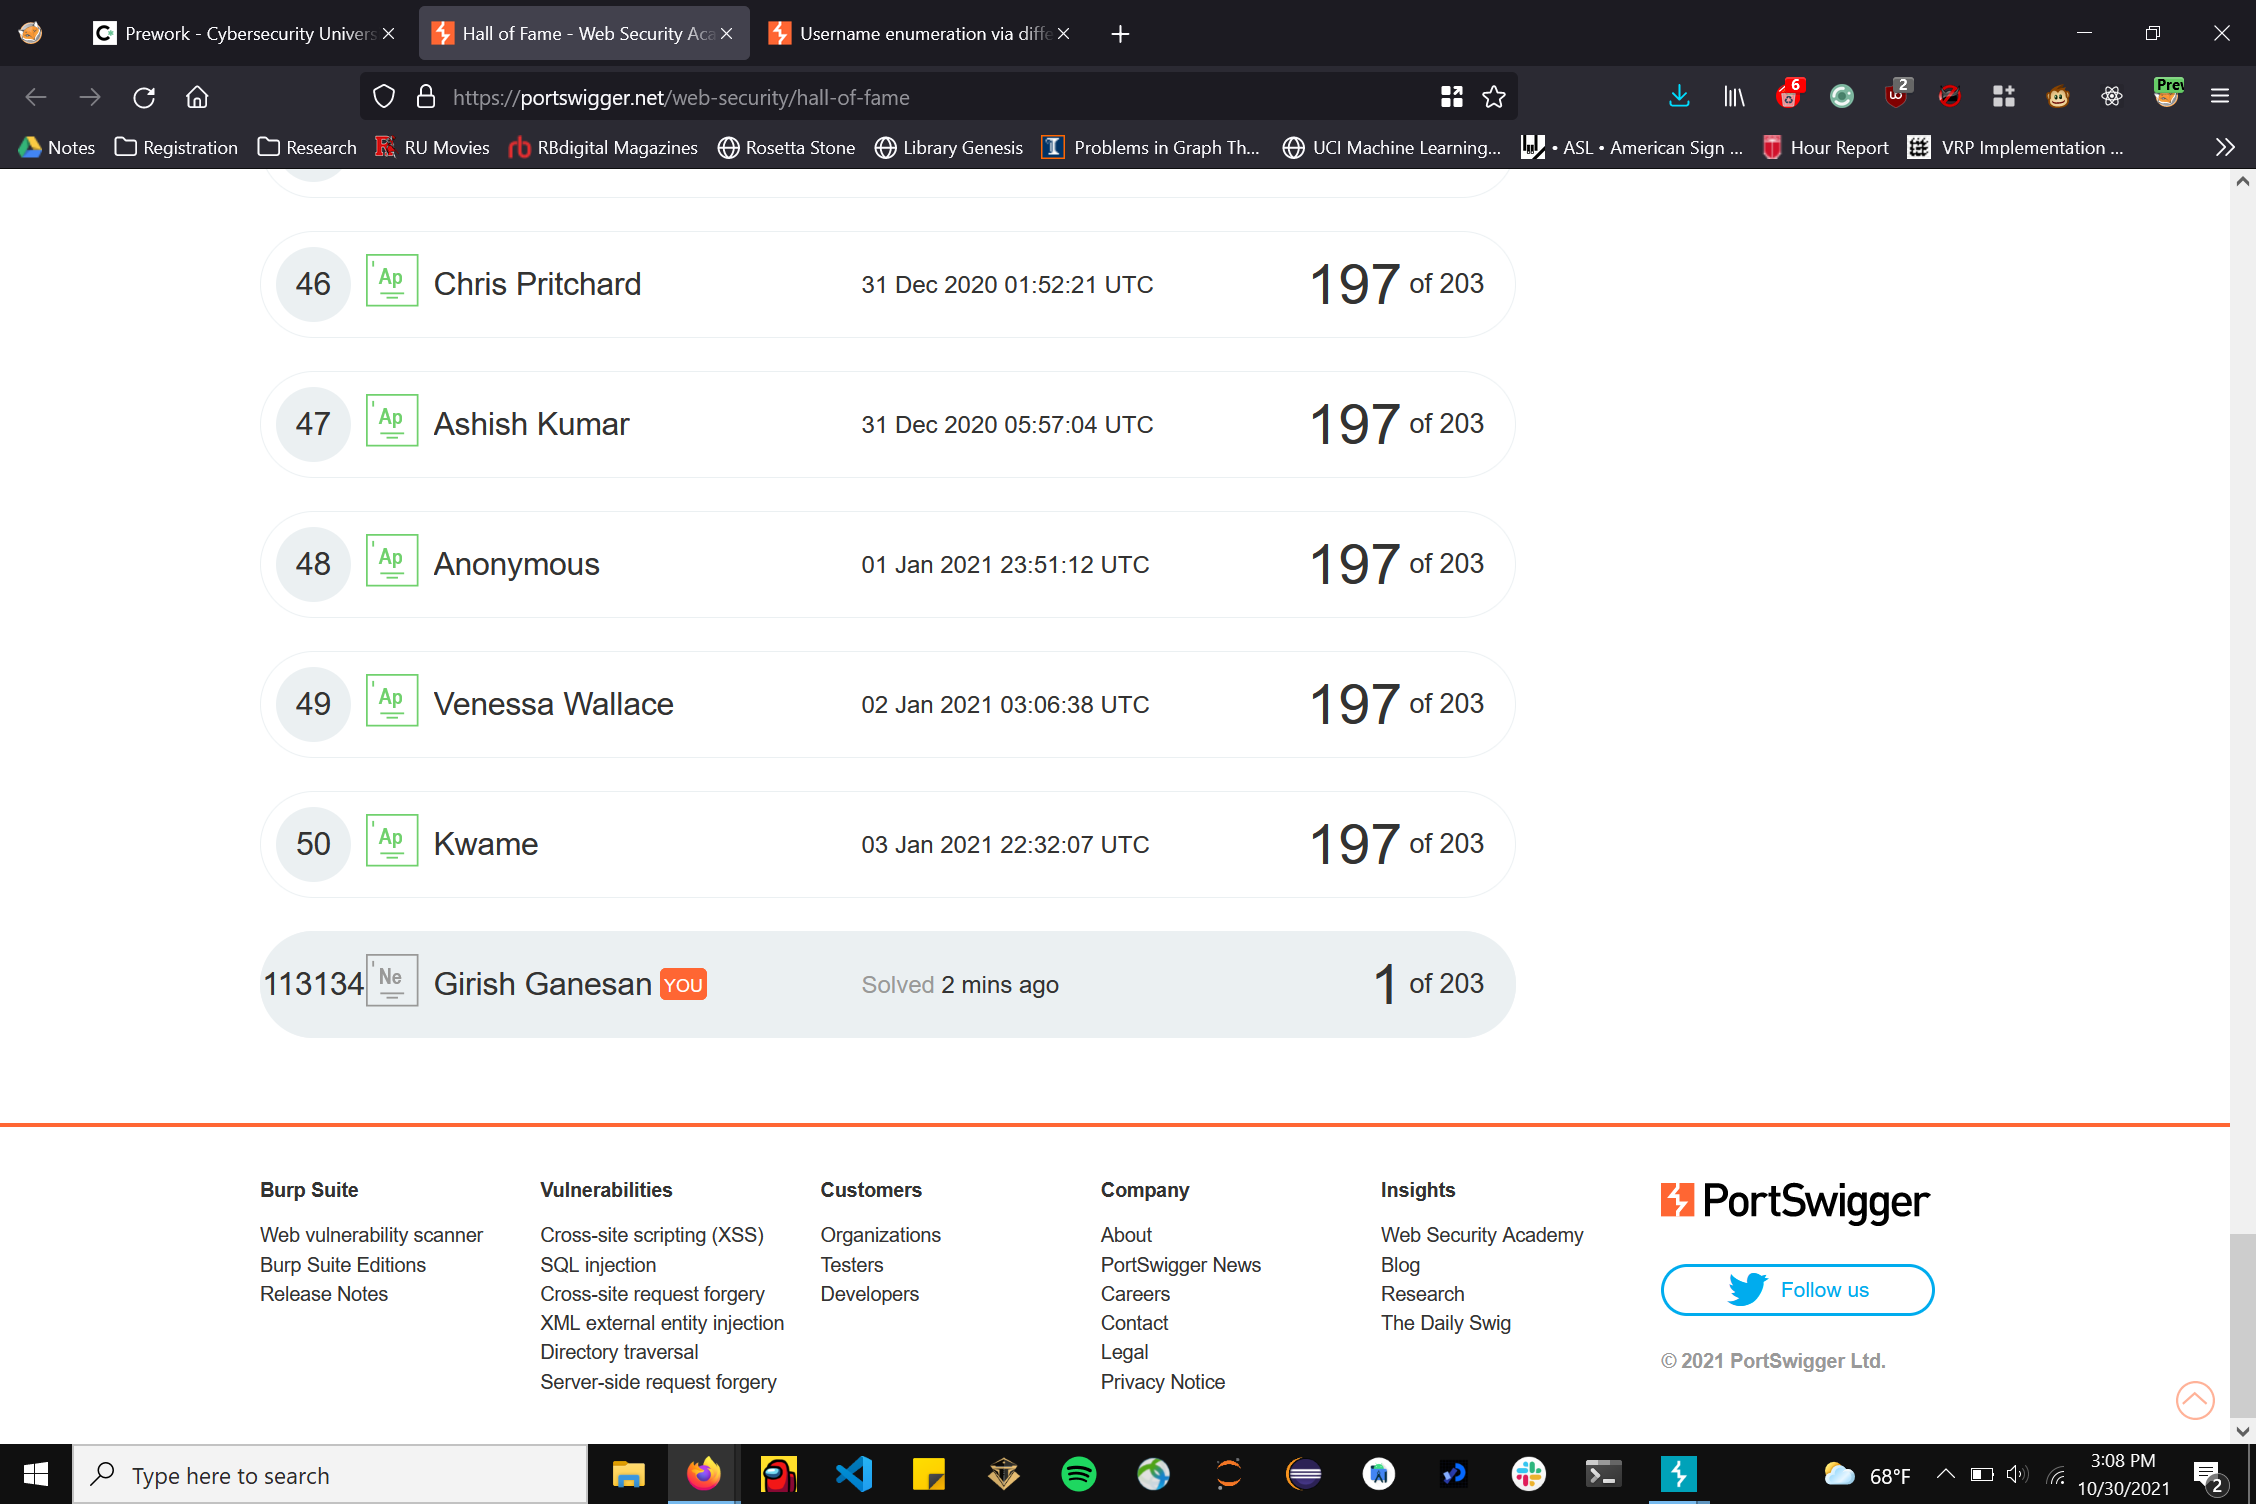 Prework - Cybersecurity Univers
Hall of Fame - Web Security Aca
Username enumeration via diffe
https://portswigger.net/web-security/hall-of-fame
6
2
Prev
Notes
Registration
Research
RU Movies
RBdigital Magazines
Rosetta Stone
Library Genesis
Problems in Graph Th...
UCI Machine Learning...
• ASL • American Sign ...
Hour Report
VRP Implementation ...
46 Ap Chris Pritchard 31 Dec 2020 01:52:21 UTC 197 of 203
47 Ap Ashish Kumar 31 Dec 2020 05:57:04 UTC 197 of 203
48 Ap Anonymous 01 Jan 2021 23:51:12 UTC 197 of 203
49 Ap Venessa Wallace 02 Jan 2021 03:06:38 UTC 197 of 203
50 Ap Kwame 03 Jan 2021 22:32:07 UTC 197 of 203
113134 Ne Girish Ganesan YOU Solved 2 mins ago 1 of 203
Burp Suite
Web vulnerability scanner
Burp Suite Editions
Release Notes
Vulnerabilities
Cross-site scripting (XSS)
SQL injection
Cross-site request forgery
XML external entity injection
Directory traversal
Server-side request forgery
Customers
Organizations
Testers
Developers
Company
About
PortSwigger News
Careers
Contact
Legal
Privacy Notice
Insights
Web Security Academy
Blog
Research
The Daily Swig
PortSwigger
Follow us
© 2021 PortSwigger Ltd.
Type here to search
68°F
3:08 PM
10/30/2021
2